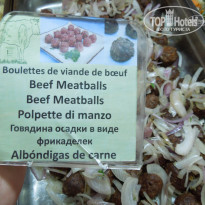 TOP HOTELS
Boulettes de viande de bœuf
Beef Meatballs
Beef Meatballs
Polpette di manzo
Говядина осадки в виде
фрикаделек
Albóndigas de carne